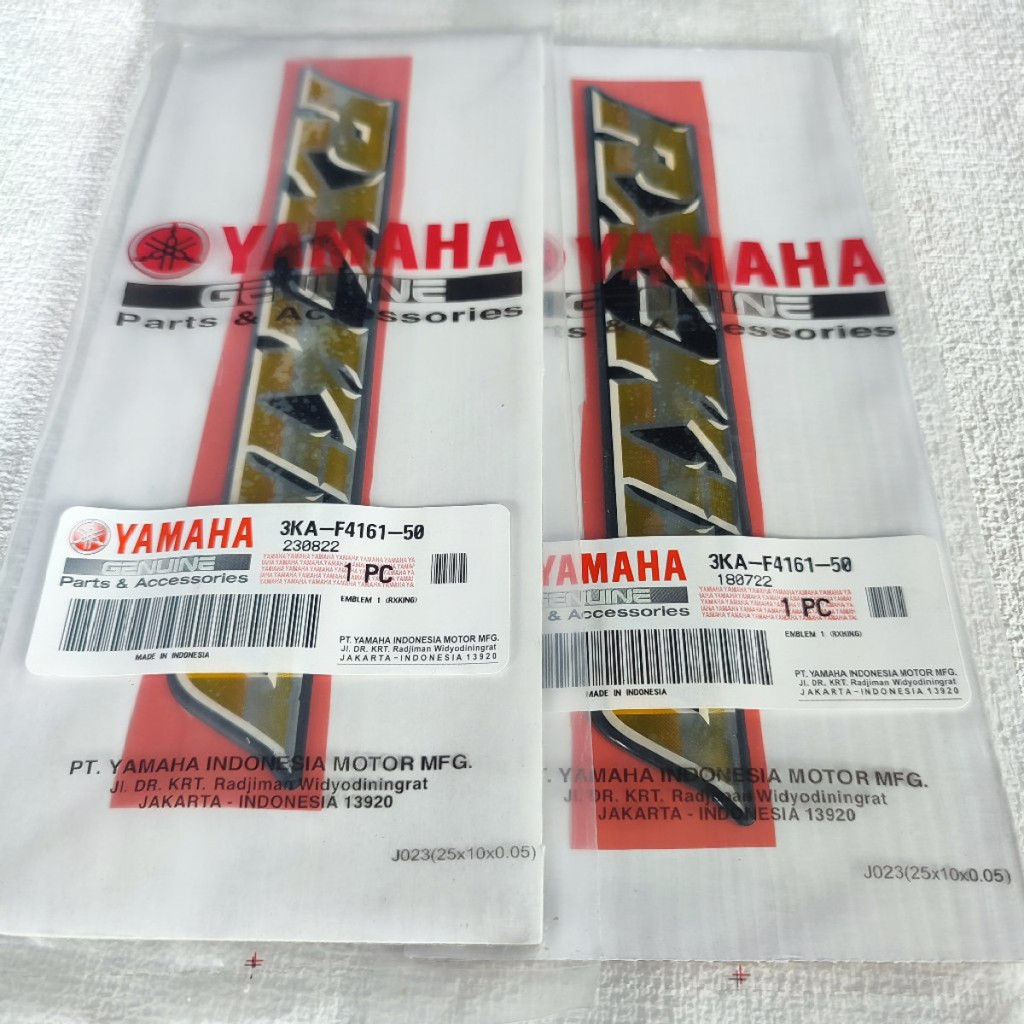 YAMAHA
GENUINE
Parts & Accessories
YAMAHA
3KA-F4161-50
230822
GENUINE
Parts & Accessories
1 PC
EMBLEM 1 (RXKING)
MADE IN INDONESIA
PT. YAMAHA INDONESIA MOTOR MFG.
Jl. DR. KRT. Radjiman Widyodiningrat
JAKARTA-INDONESIA 13920
PT. YAMAHA INDONESIA MOTOR MFG.
Jl. DR. KRT. Radjiman Widyodiningrat
JAKARTA - INDONESIA 13920
J023(25x10x0.05)
YAMAHA
GENUINE
Parts & Accessories
YAMAHA
3KA-F4161-50
180722
GENUINE
& Accessories
1 PC
EMBLEM 1 (RXKING)
MADE IN INDONESIA
PT. YAMAHA INDONESIA MOTOR MFG.
Jl. DR. KRT. Radjiman Widyodiningrat
JAKARTA-INDONESIA 13920
YAMAHA INDONESIA MOTOR MFG.
Jl. DR. KRT. Radjiman Widyodiningrat
JAKARTA - INDONESIA 13920
J023(25x10x0.05)